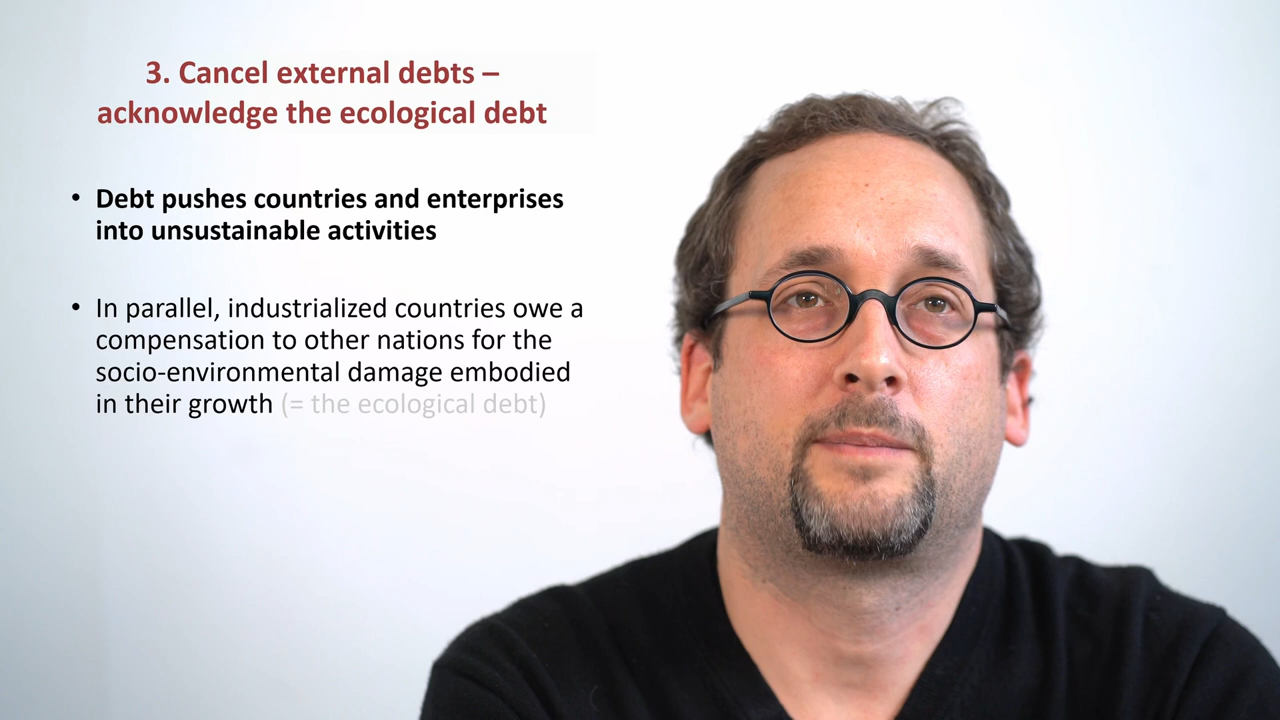 3. Cancel external debts –
acknowledge the ecological debt
• Debt pushes countries and enterprises
into unsustainable activities
• In parallel, industrialized countries owe a
compensation to other nations for the
socio-environmental damage embodied
in their growth (= the ecological debt)